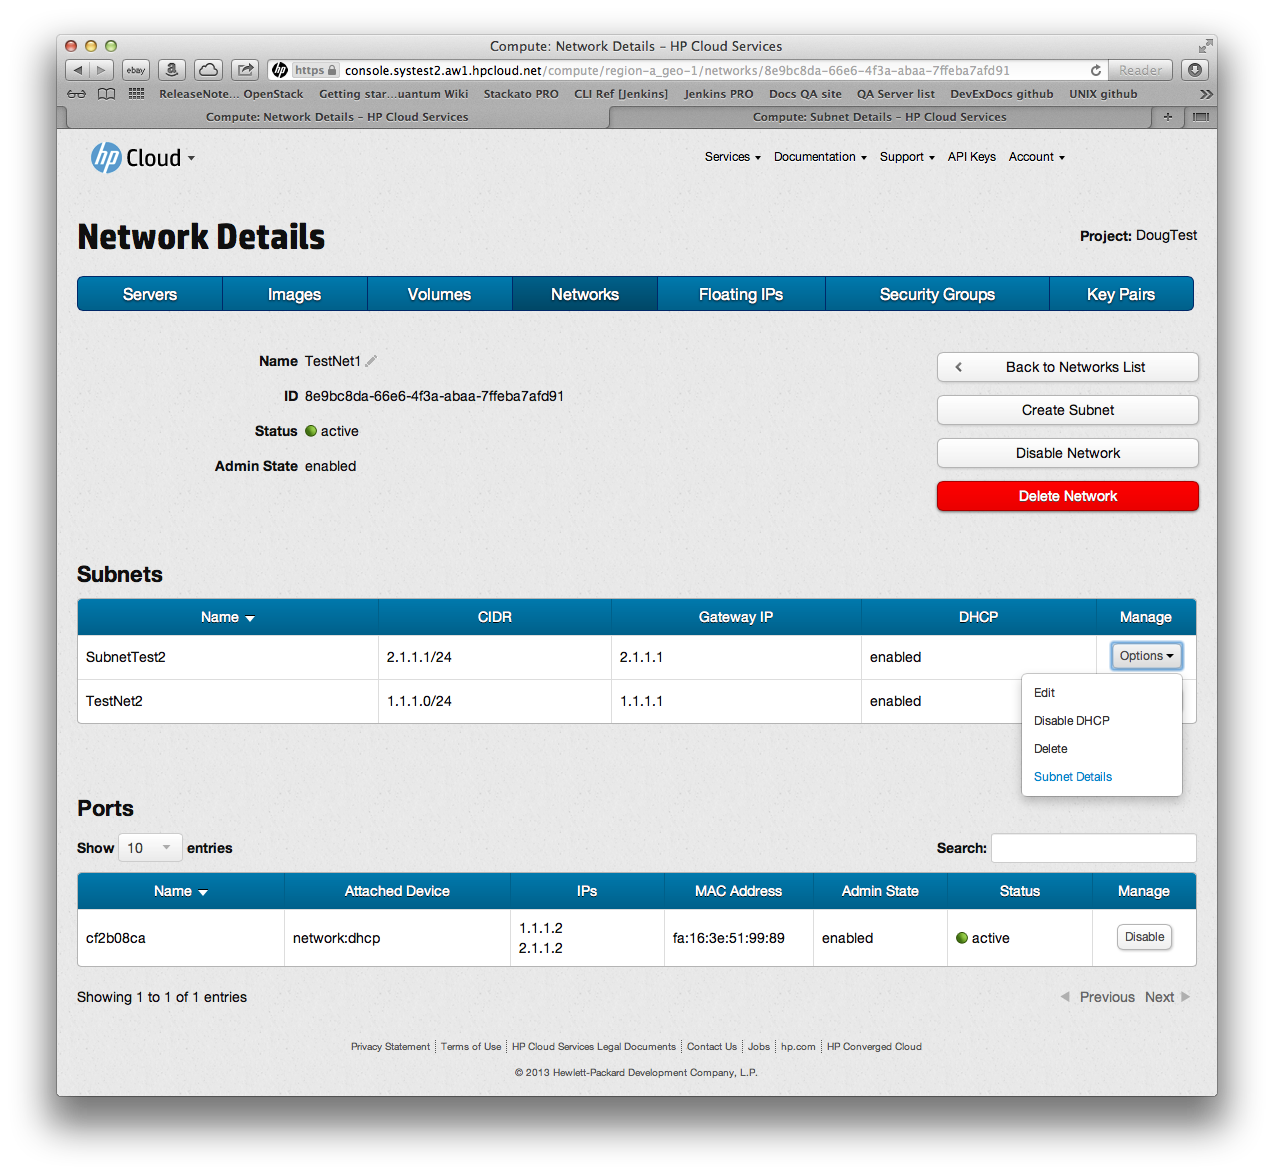 Compute: Network Details – HP Cloud Services
ebay a hp https console.systest2.aw1.hpcloud.net/compute/region-a_geo-1/networks/8e9bc8da-66e6-4f3a-abaa-7ffeba7afd91 Reader
ReleaseNote... OpenStack Getting star...uantum Wiki Stackato PRO CLI Ref [Jenkins] Jenkins PRO Docs QA site QA Server list DevExDocs github UNIX github
Compute: Network Details – HP Cloud Services Compute: Subnet Details – HP Cloud Services
hp Cloud Services Documentation Support API Keys Account
Network Details Project: DougTest
Servers Images Volumes Networks Floating IPs Security Groups Key Pairs
Name TestNet1
ID 8e9bc8da-66e6-4f3a-abaa-7ffeba7afd91
Status active
Admin State enabled
Back to Networks List
Create Subnet
Disable Network
Delete Network
Subnets
Name CIDR Gateway IP DHCP Manage
SubnetTest2 2.1.1.1/24 2.1.1.1 enabled Options
TestNet2 1.1.1.0/24 1.1.1.1 enabled
Edit
Disable DHCP
Delete
Subnet Details
Ports
Show 10 entries Search:
Name Attached Device IPs MAC Address Admin State Status Manage
cf2b08ca network:dhcp 1.1.1.2 fa:16:3e:51:99:89 enabled active Disable
2.1.1.2
Showing 1 to 1 of 1 entries Previous Next
Privacy Statement Terms of Use HP Cloud Services Legal Documents Contact Us Jobs hp.com HP Converged Cloud
© 2013 Hewlett-Packard Development Company, L.P.